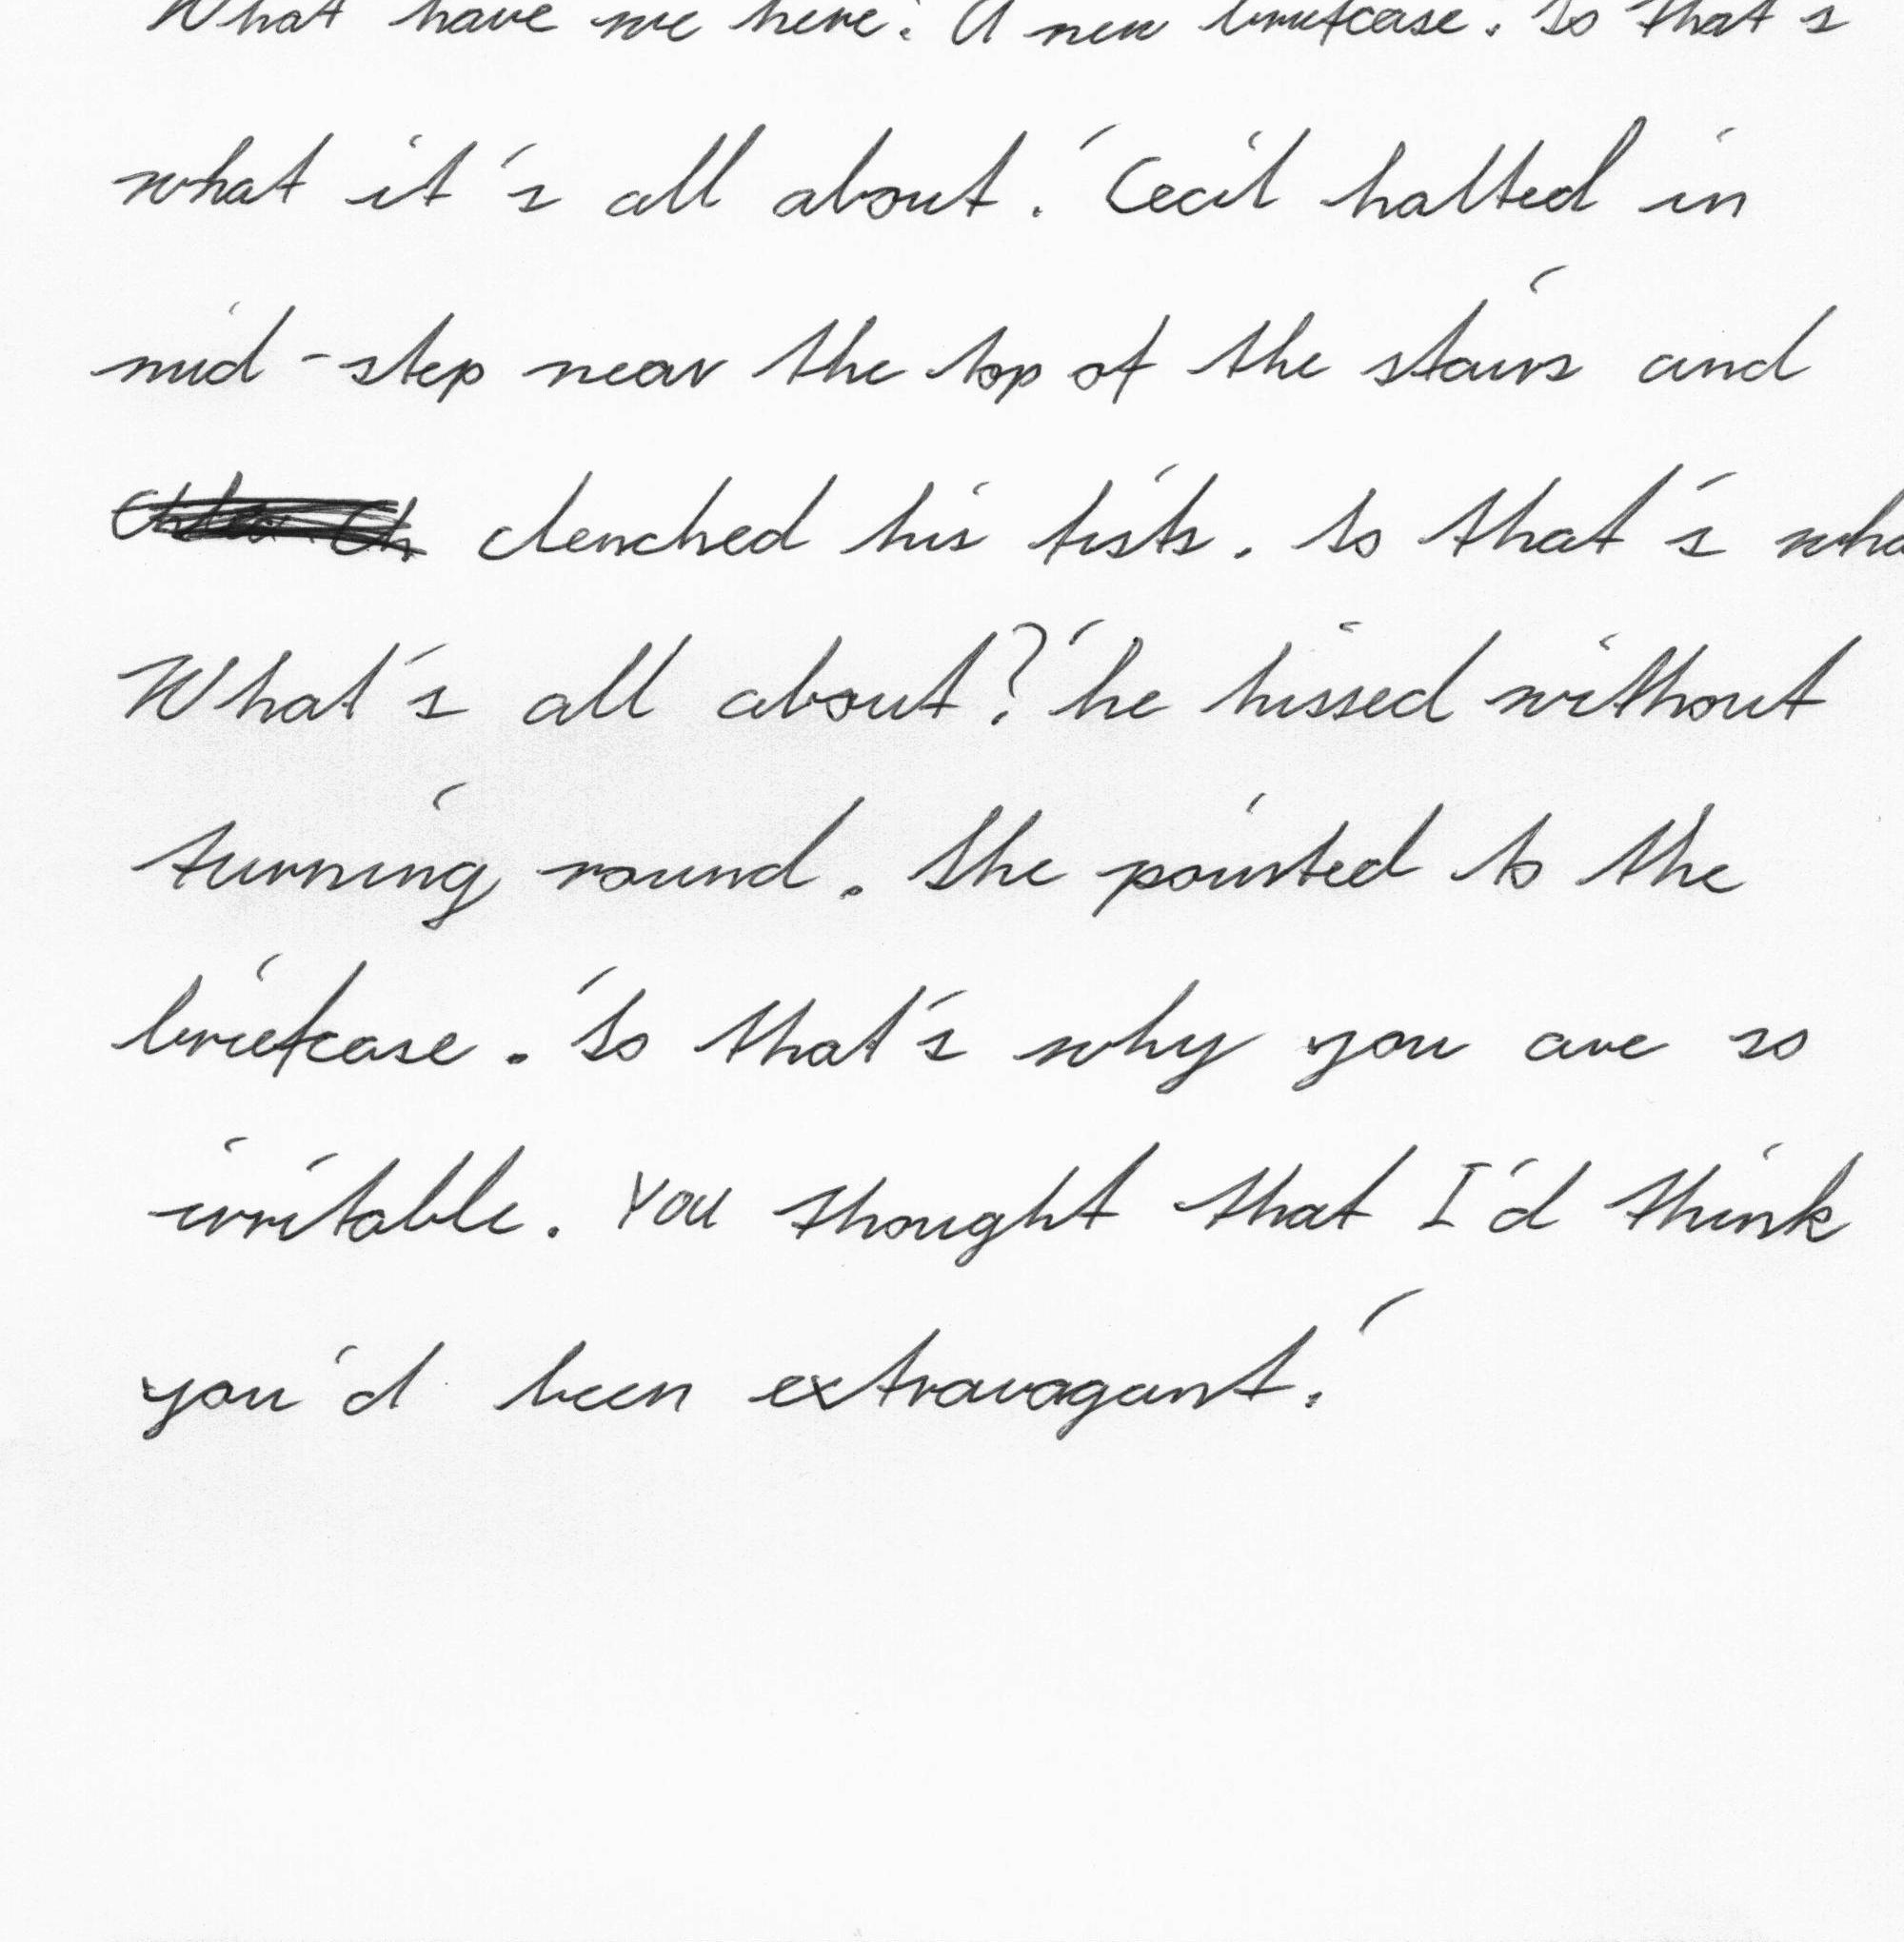 What have we here? A new briefcase! So that's
what it's all about.' Cecil halted in
mid-step near the top of the stairs and
clenched his fists. So that's wha
What's all about?' he hissed without
turning round. She pointed to the
briefcase. 'So that's why you are so
irritable. You thought that I'd think
you'd been extravagant.'